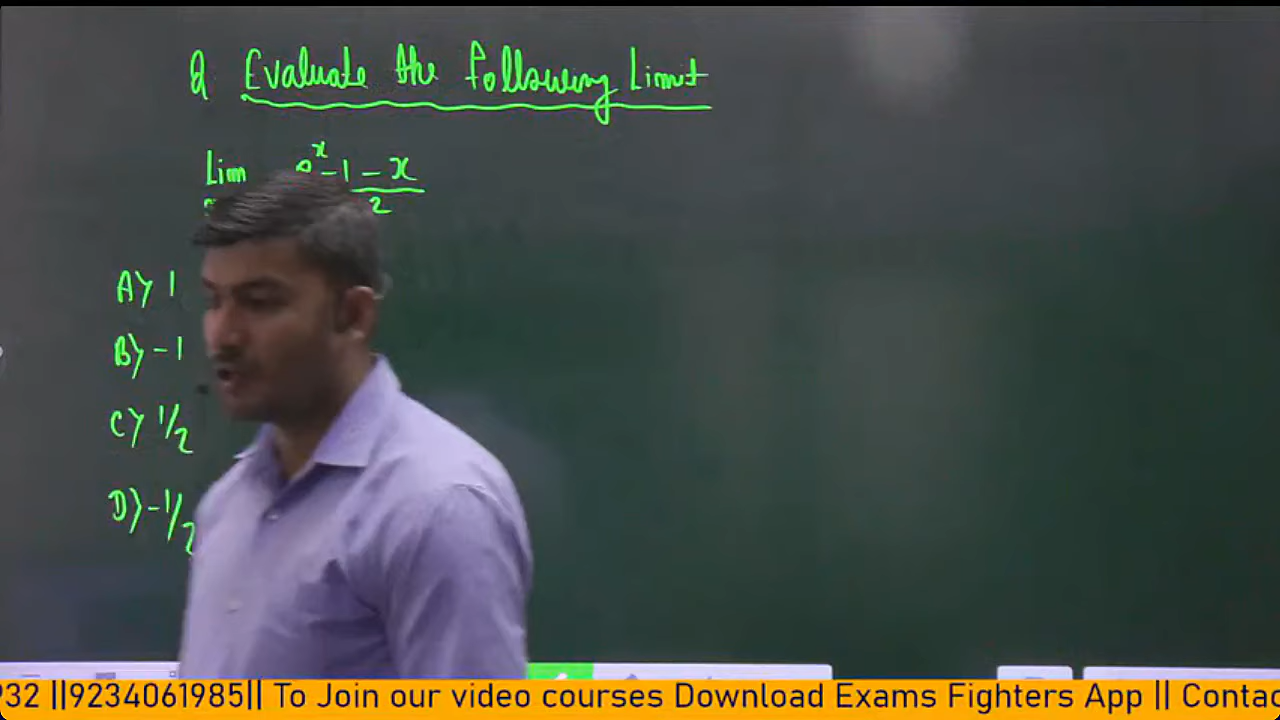 Q Evaluate the following Limit
Lim e^x - 1 - x
2
A) 1
B) -1
C) 1/2
D) -1/2
932 ||9234061985|| To Join our video courses Download Exams Fighters App || Contac